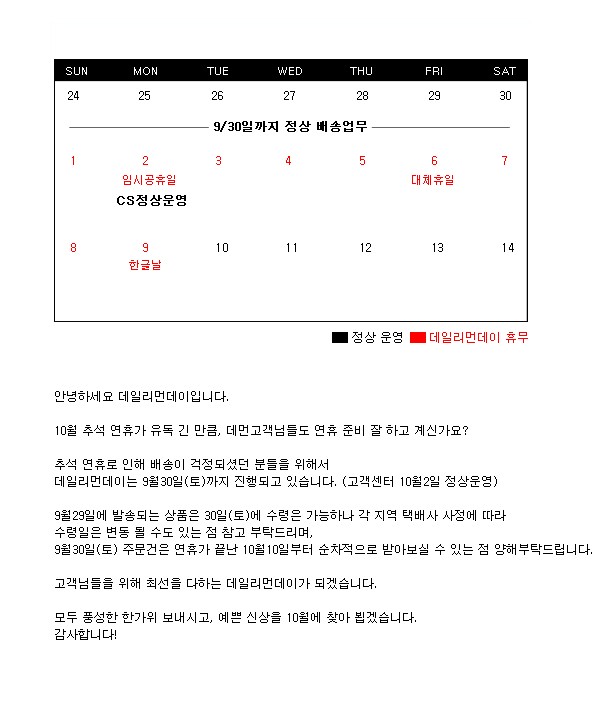 SUN MON TUE WED THU FRI SAT
24 25 26 27 28 29 30
9/30일까지 정상 배송업무
1 2 3 4 5 6 7
임시공휴일 대체휴일
CS정상운영
8 9 10 11 12 13 14
한글날
정상 운영 데일리먼데이 휴무
안녕하세요 데일리먼데이입니다.
10월 추석 연휴가 유독 긴 만큼, 데먼고객님들도 연휴 준비 잘 하고 계신가요?
추석 연휴로 인해 배송이 걱정되셨던 분들을 위해서
데일리먼데이는 9월30일(토)까지 진행되고 있습니다. (고객센터 10월2일 정상운영)
9월29일에 발송되는 상품은 30일(토)에 수령은 가능하나 각 지역 택배사 사정에 따라
수령일은 변동 될 수도 있는 점 참고 부탁드리며,
9월30일(토) 주문건은 연휴가 끝난 10월10일부터 순차적으로 받아보실 수 있는 점 양해부탁드립니다.
고객님들을 위해 최선을 다하는 데일리먼데이가 되겠습니다.
모두 풍성한 한가위 보내시고, 예쁜 신상을 10월에 찾아 뵙겠습니다.
감사합니다!